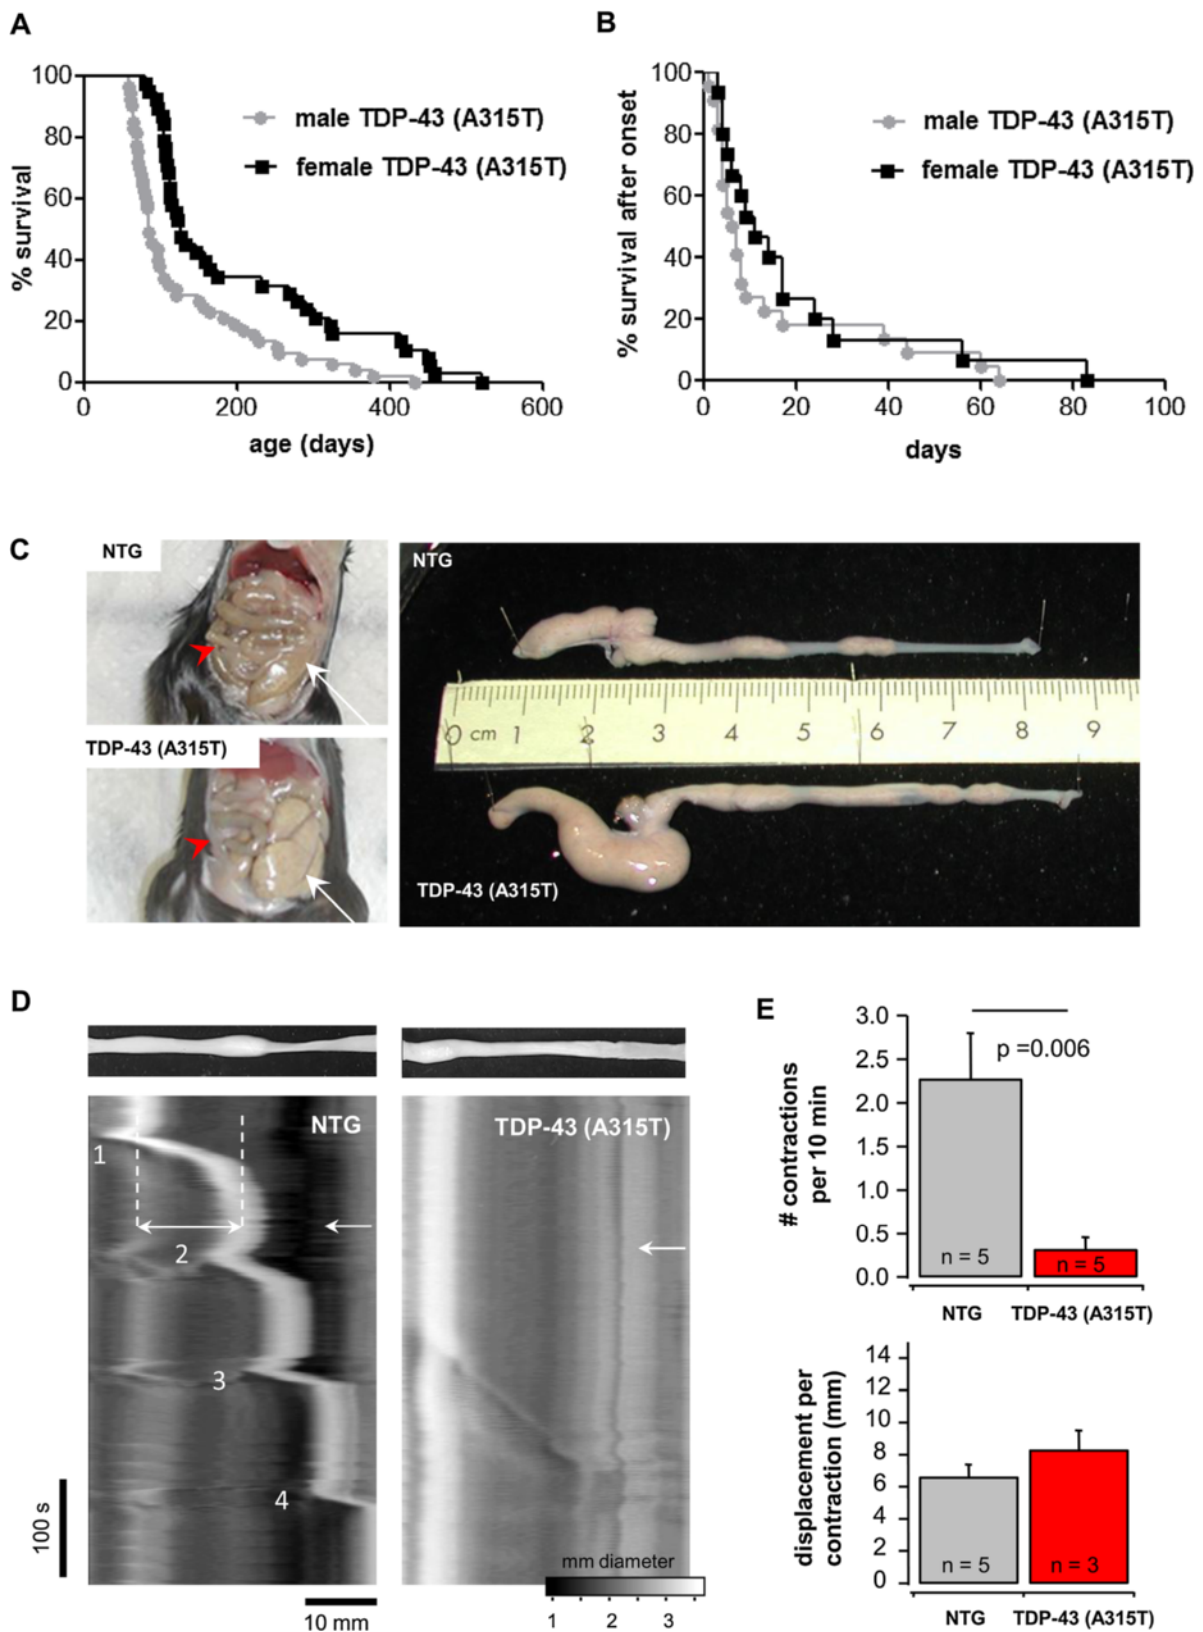 A
100
80
60
40
20
0
% survival
male TDP-43 (A315T)
female TDP-43 (A315T)
0 200 400 600
age (days)
B
100
80
60
40
20
0
% survival after onset
male TDP-43 (A315T)
female TDP-43 (A315T)
0 20 40 60 80 100
days
C
NTG
TDP-43 (A315T)
NTG
0 cm 1 2 3 4 5 6 7 8 9
TDP-43 (A315T)
D
NTG
1
2
3
4
100 s
10 mm
TDP-43 (A315T)
mm diameter
1 2 3
E
3.0
2.5
2.0
1.5
1.0
0.5
0.0
# contractions
per 10 min
p =0.006
n = 5
n = 5
NTG TDP-43 (A315T)
14
12
10
8
6
4
2
0
displacement per
contraction (mm)
n = 5
n = 3
NTG TDP-43 (A315T)